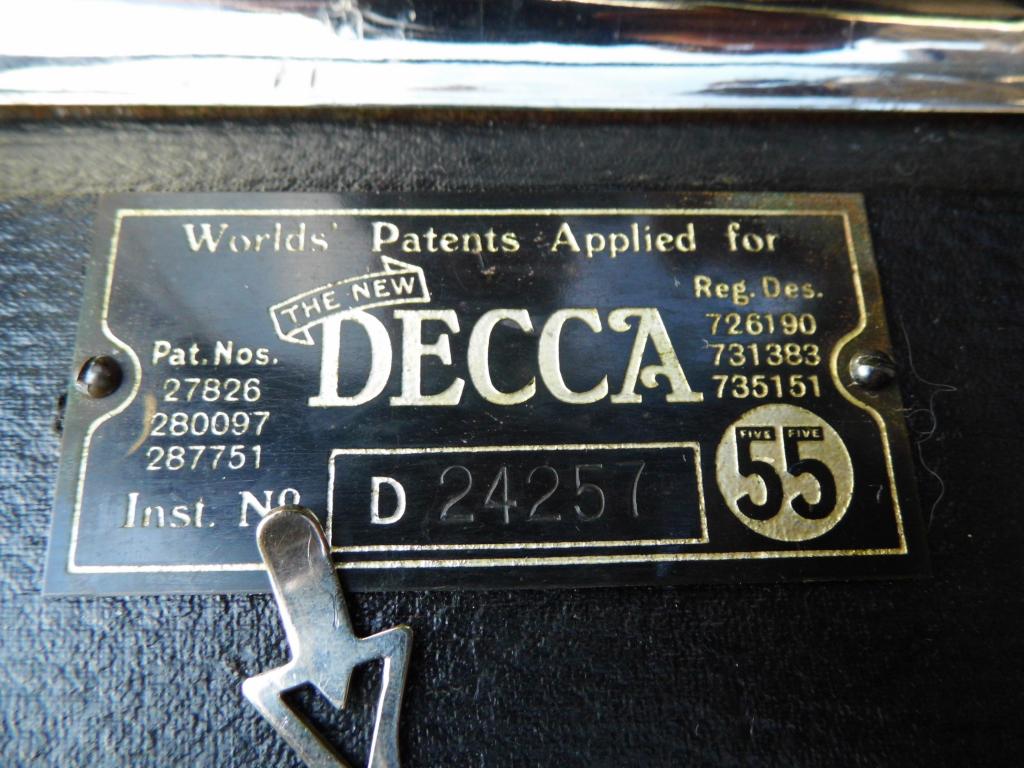 Worlds' Patents Applied for
THE NEW
DECCA
Pat. Nos.
27826
280097
287751
Reg. Des.
726190
731383
735151
FIVE FIVE
55
Inst. Nº
D 24257